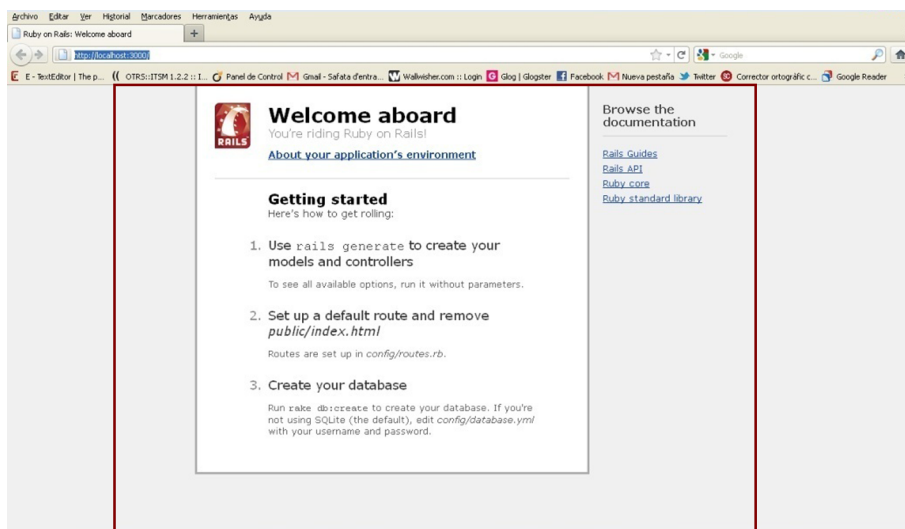 Archivo Editar Ver Historial Marcadores Herramientas Ayuda
Ruby on Rails: Welcome aboard
http://localhost:3000/
Google
E - TextEditor | The p... OTRS::ITSM 1.2.2 :: I... Panel de Control Gmail - Safata d'entra... Wallwisher.com :: Login Glog | Glogster Facebook Nueva pestaña Twitter Corrector ortogràfic c... Google Reader
RAILS
Welcome aboard
You're riding Ruby on Rails!
About your application's environment
Getting started
Here's how to get rolling:
1. Use rails generate to create your
models and controllers
To see all available options, run it without parameters.
2. Set up a default route and remove
public/index.html
Routes are set up in config/routes.rb.
3. Create your database
Run rake db:create to create your database. If you're
not using SQLite (the default), edit config/database.yml
with your username and password.
Browse the
documentation
Rails Guides
Rails API
Ruby core
Ruby standard library